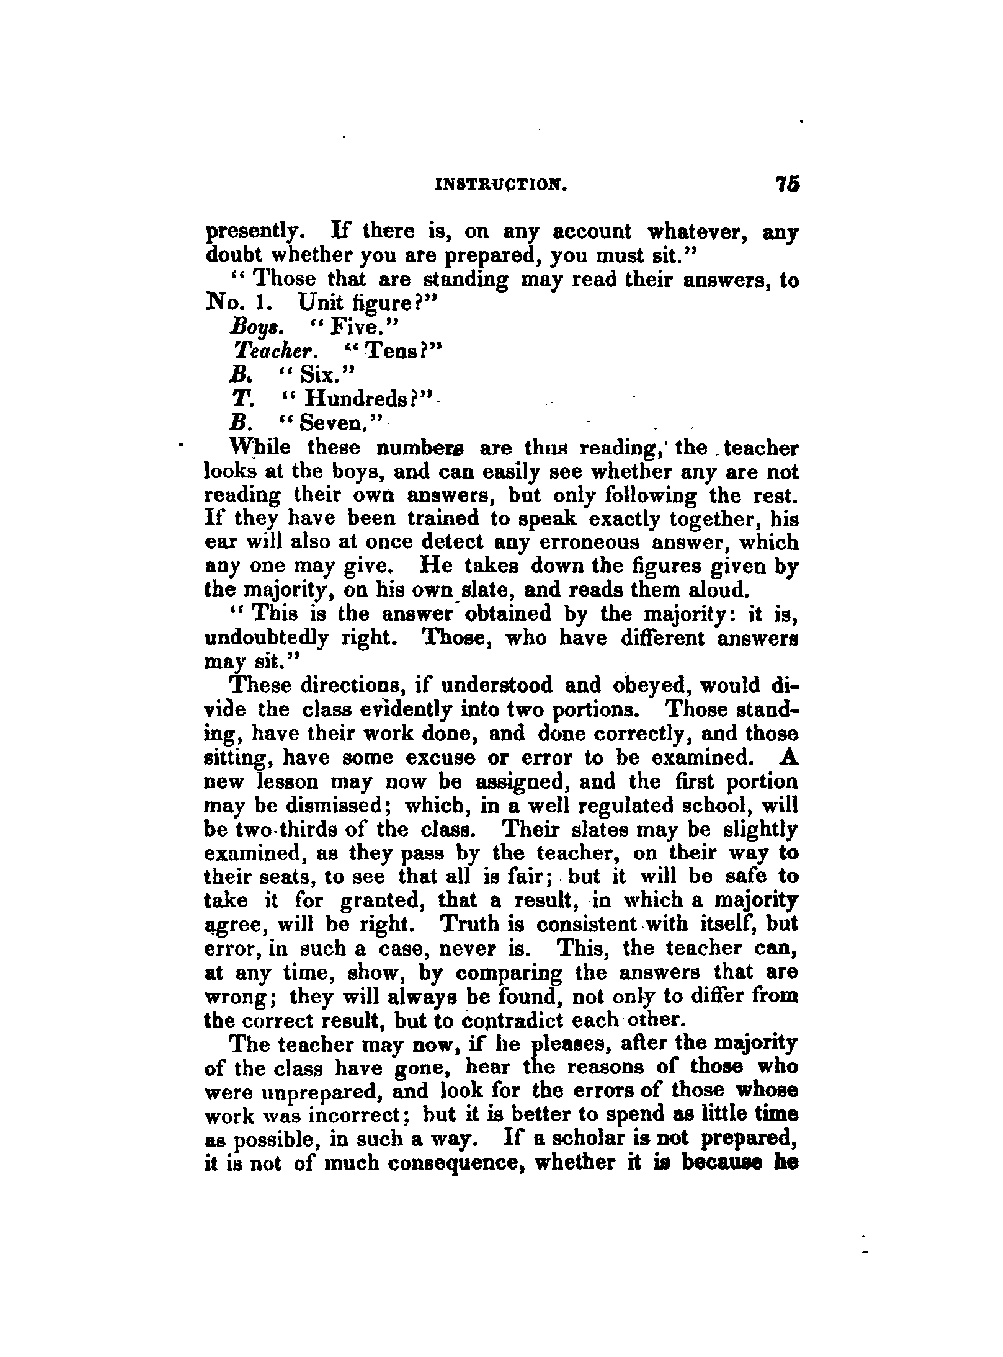 INSTRUCTION. 75
presently. If there is, on any account whatever, any
doubt whether you are prepared, you must sit."
" Those that are standing may read their answers, to
No. 1. Unit figure?"
Boys. " Five."
Teacher. " Tens?"
B. " Six."
T. " Hundreds?"
B. " Seven."
While these numbers are thus reading, the teacher
looks at the boys, and can easily see whether any are not
reading their own answers, but only following the rest.
If they have been trained to speak exactly together, his
ear will also at once detect any erroneous answer, which
any one may give. He takes down the figures given by
the majority, on his own slate, and reads them aloud.
" This is the answer obtained by the majority: it is,
undoubtedly right. Those, who have different answers
may sit."
These directions, if understood and obeyed, would di-
vide the class evidently into two portions. Those stand-
ing, have their work done, and done correctly, and those
sitting, have some excuse or error to be examined. A
new lesson may now be assigned, and the first portion
may be dismissed; which, in a well regulated school, will
be two-thirds of the class. Their slates may be slightly
examined, as they pass by the teacher, on their way to
their seats, to see that all is fair; but it will be safe to
take it for granted, that a result, in which a majority
agree, will be right. Truth is consistent with itself, but
error, in such a case, never is. This, the teacher can,
at any time, show, by comparing the answers that are
wrong; they will always be found, not only to differ from
the correct result, but to contradict each other.
The teacher may now, if he pleases, after the majority
of the class have gone, hear the reasons of those who
were unprepared, and look for the errors of those whose
work was incorrect; but it is better to spend as little time
as possible, in such a way. If a scholar is not prepared,
it is not of much consequence, whether it is because he